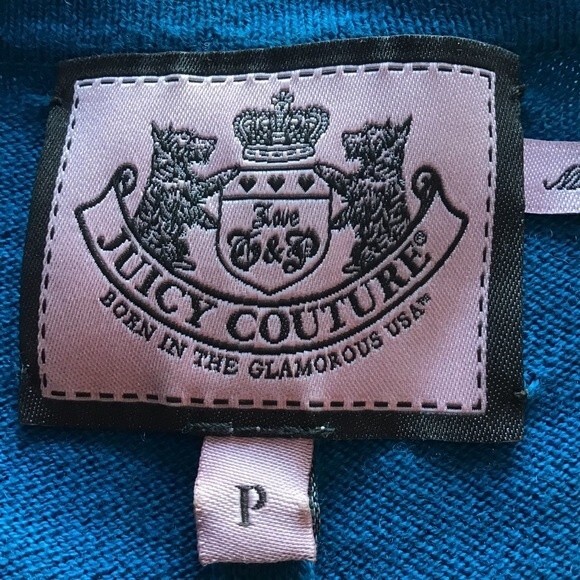 Love
G&P
JUICY COUTURE®
BORN IN THE GLAMOROUS USA™
P